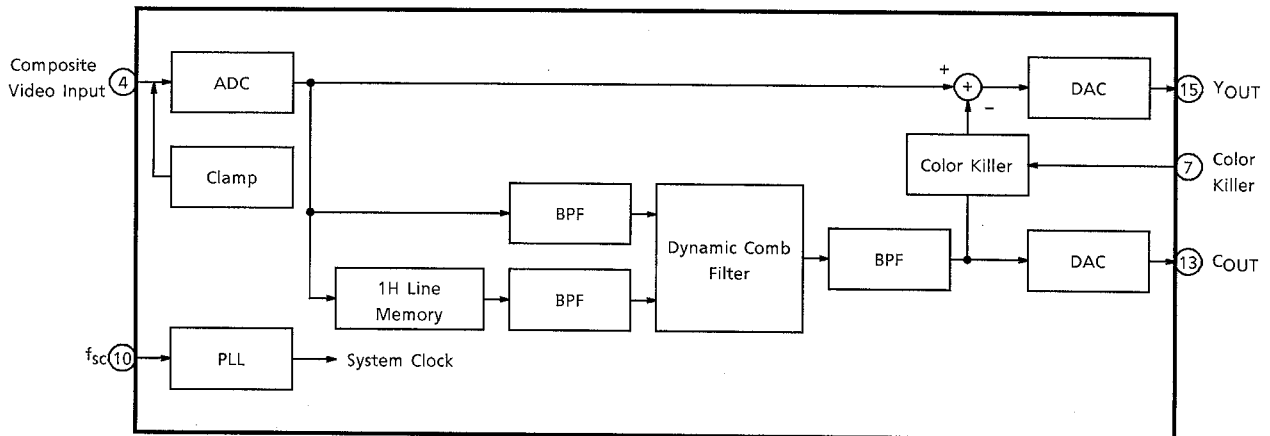 Composite
Video Input
4
ADC
Clamp
+
+
−
DAC
15
YOUT
Color Killer
7
Color
Killer
BPF
1H Line
Memory
BPF
Dynamic Comb
Filter
BPF
DAC
13
COUT
fsc
10
PLL
System Clock